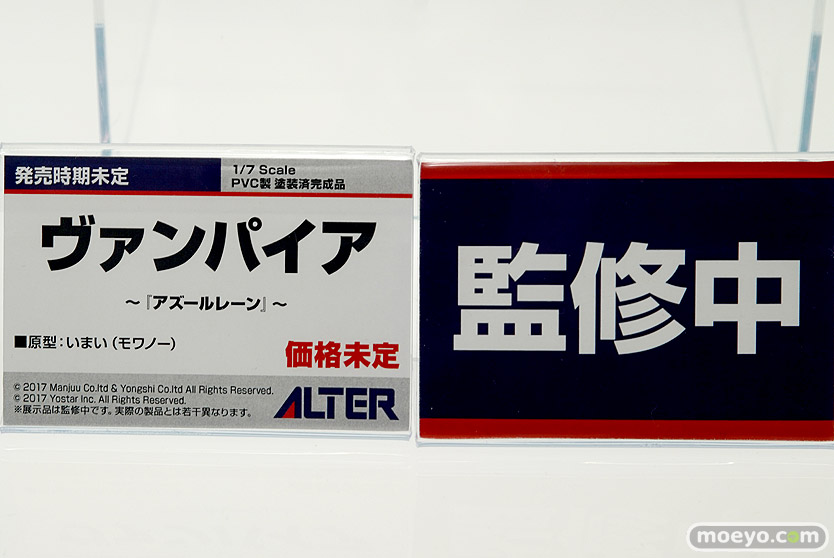 発売時期未定
1/7 Scale
PVC製 塗装済完成品
ヴァンパイア
～『アズールレーン』～
■原型：いまい（モワノー）
価格未定
© 2017 Manjuu Co.ltd & Yongshi Co.ltd All Rights Reserved.
© 2017 Yostar Inc. All Rights Reserved.
※展示品は監修中です。実際の製品とは若干異なります。
ALTER
監修中
moeyo.com